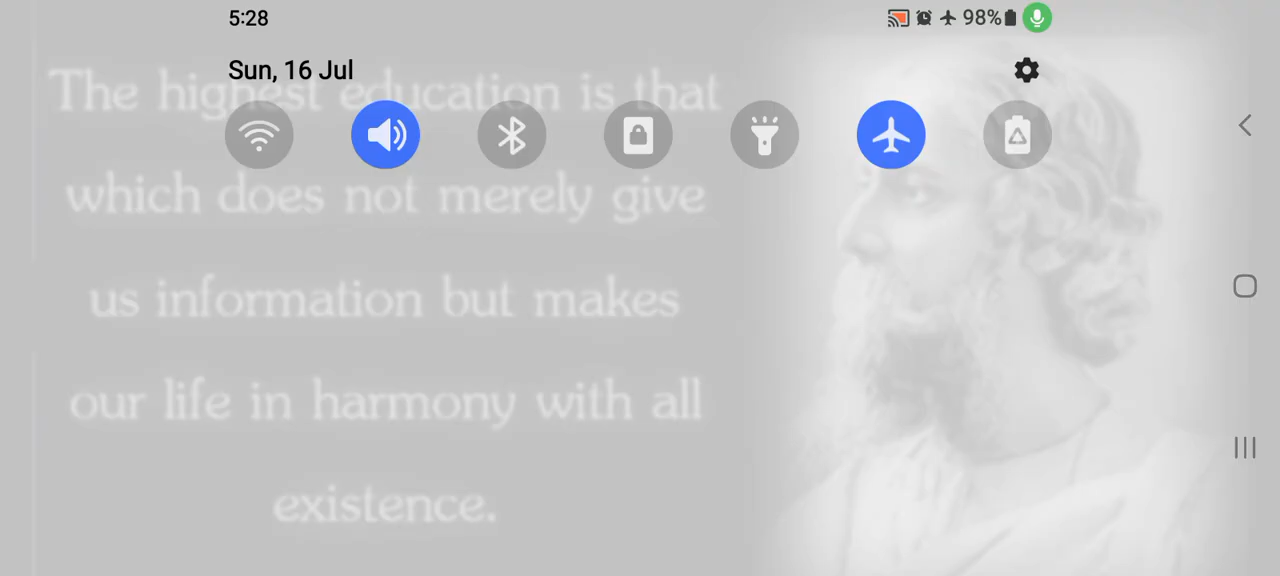 5:28
98%
Sun, 16 Jul
The highest education is that
which does not merely give
us information but makes
our life in harmony with all
existence.